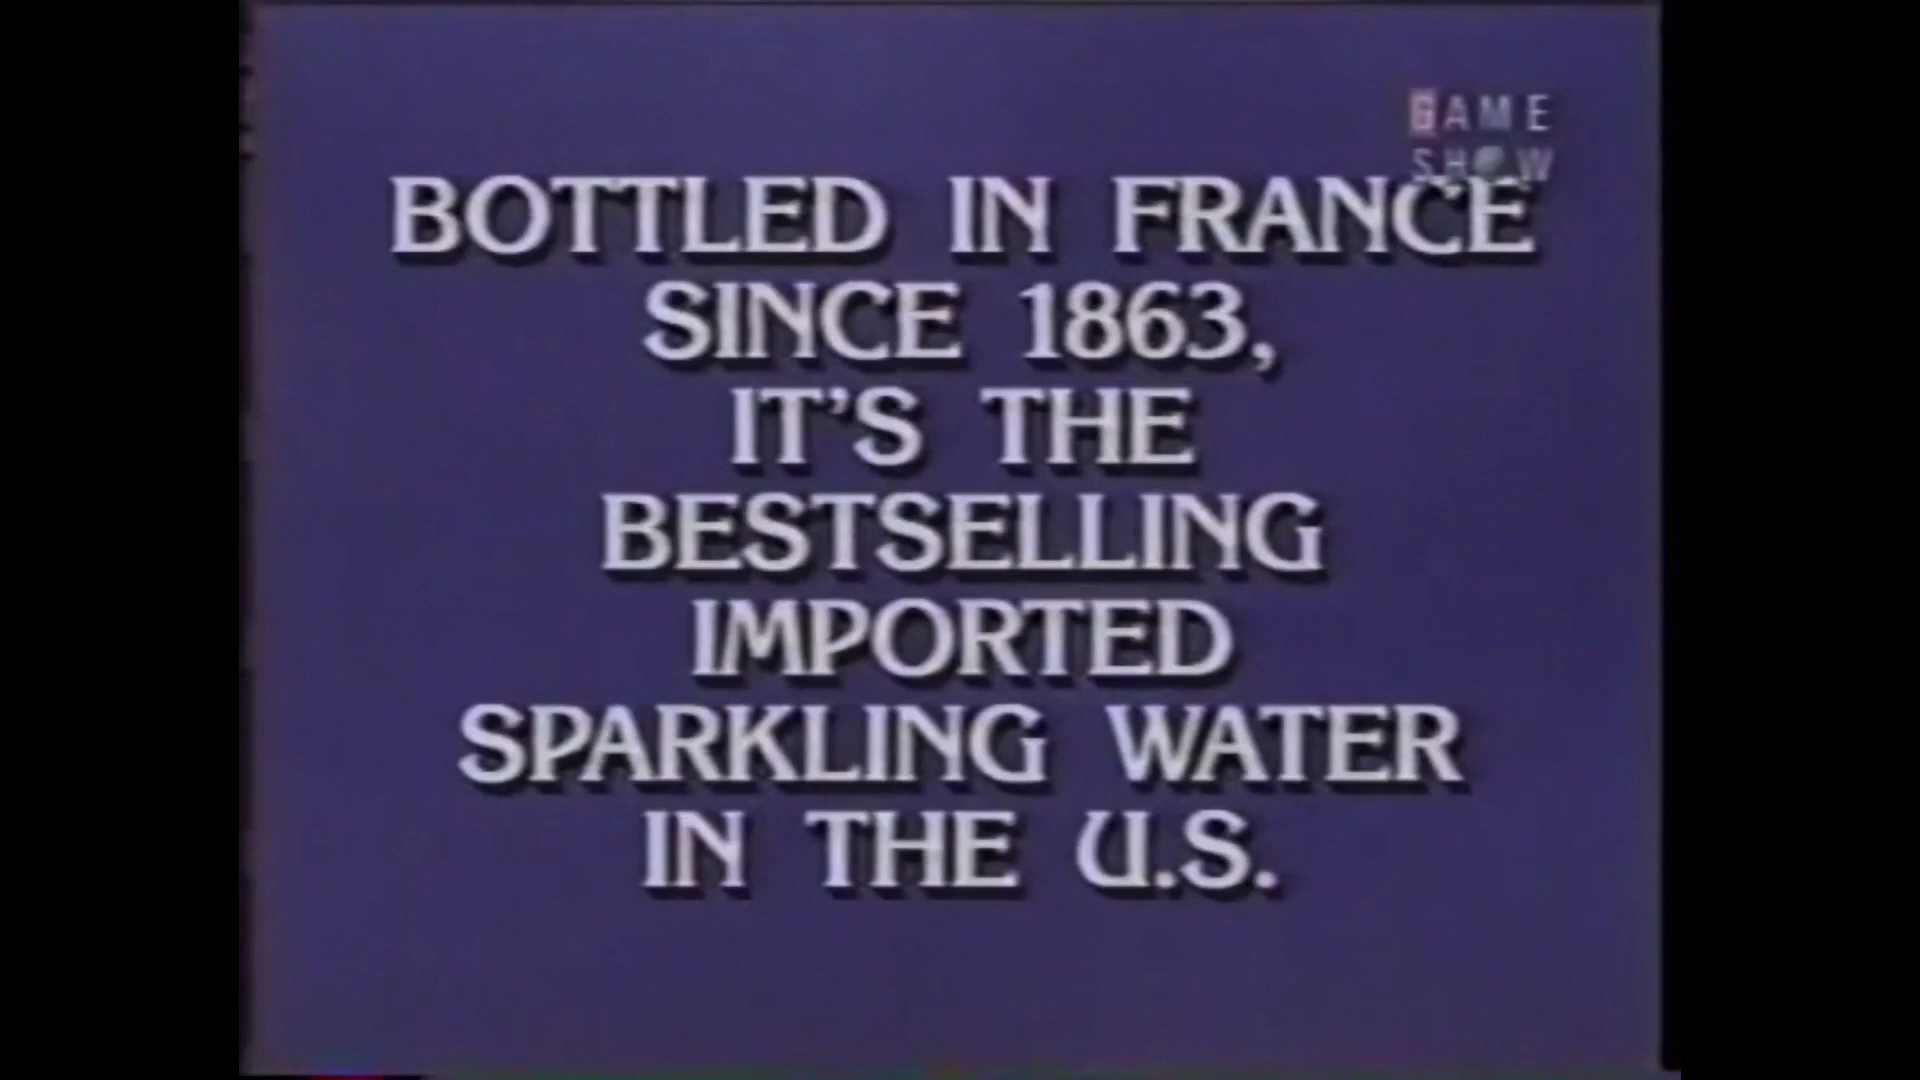 GAME
SHOW
BOTTLED IN FRANCE
SINCE 1863,
IT'S THE
BESTSELLING
IMPORTED
SPARKLING WATER
IN THE U.S.